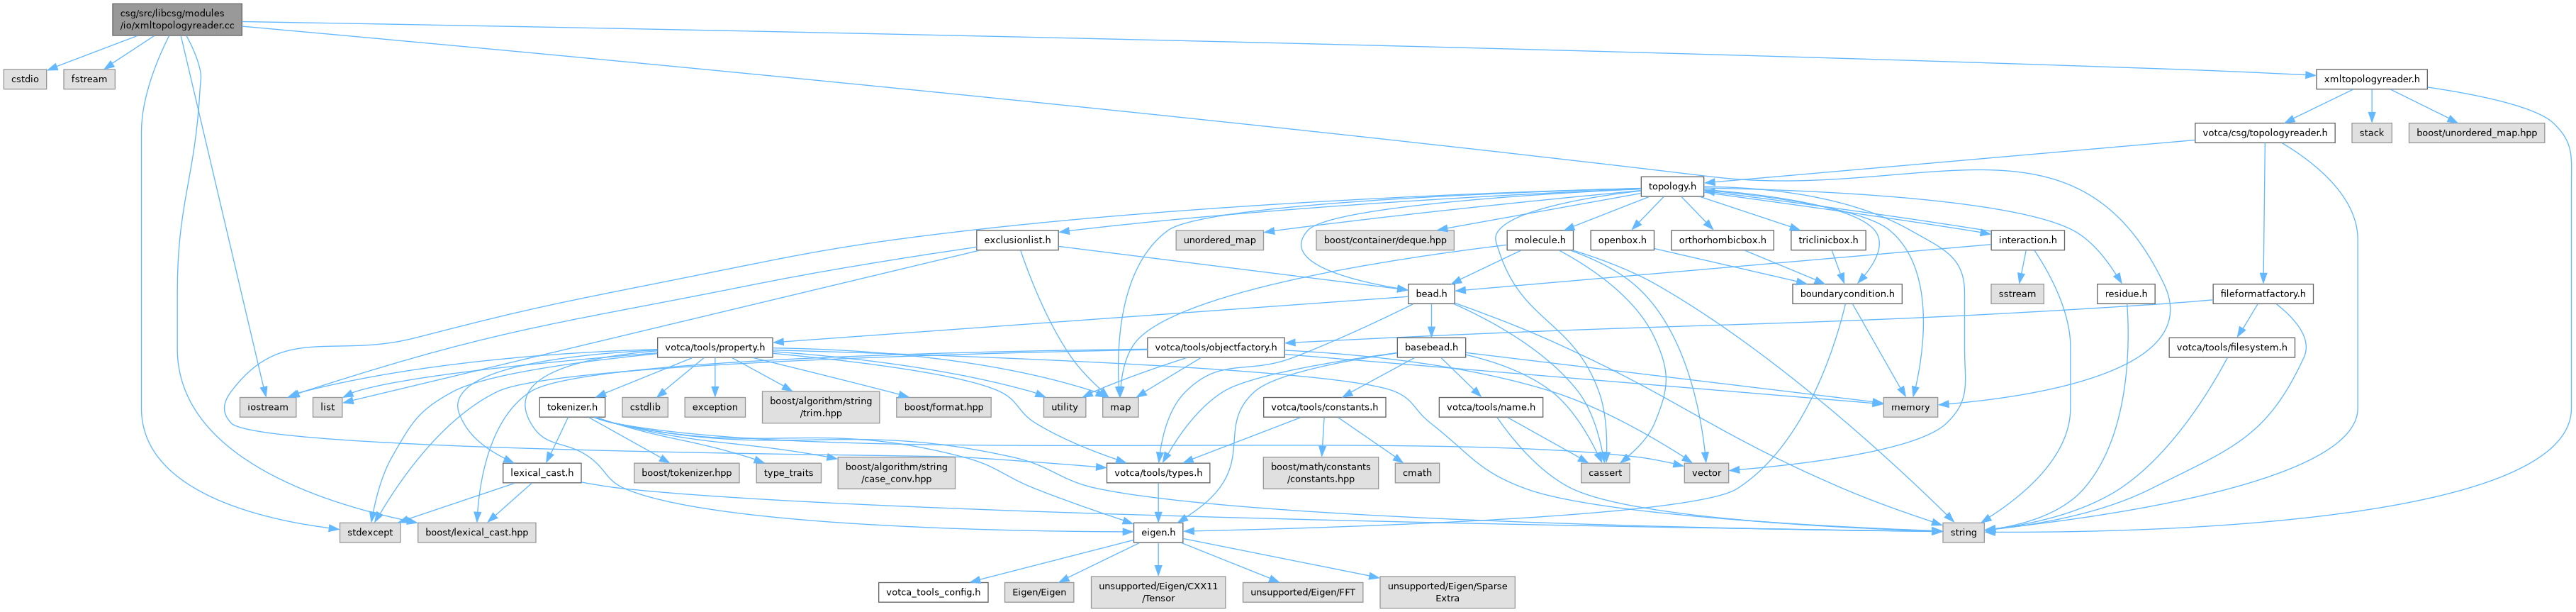 csg/src/libcsg/modules
/io/xmltopologyreader.cc
cstdio
fstream
xmltopologyreader.h
votca/csg/topologyreader.h
stack
boost/unordered_map.hpp
topology.h
exclusionlist.h
unordered_map
boost/container/deque.hpp
molecule.h
openbox.h
orthorhombicbox.h
triclinicbox.h
interaction.h
bead.h
boundarycondition.h
sstream
residue.h
fileformatfactory.h
votca/tools/property.h
votca/tools/objectfactory.h
basebead.h
votca/tools/filesystem.h
iostream
list
tokenizer.h
cstdlib
exception
boost/algorithm/string
/trim.hpp
boost/format.hpp
utility
map
votca/tools/constants.h
votca/tools/name.h
memory
lexical_cast.h
boost/tokenizer.hpp
type_traits
boost/algorithm/string
/case_conv.hpp
votca/tools/types.h
boost/math/constants
/constants.hpp
cmath
cassert
vector
stdexcept
boost/lexical_cast.hpp
eigen.h
string
votca_tools_config.h
Eigen/Eigen
unsupported/Eigen/CXX11
/Tensor
unsupported/Eigen/FFT
unsupported/Eigen/Sparse
Extra